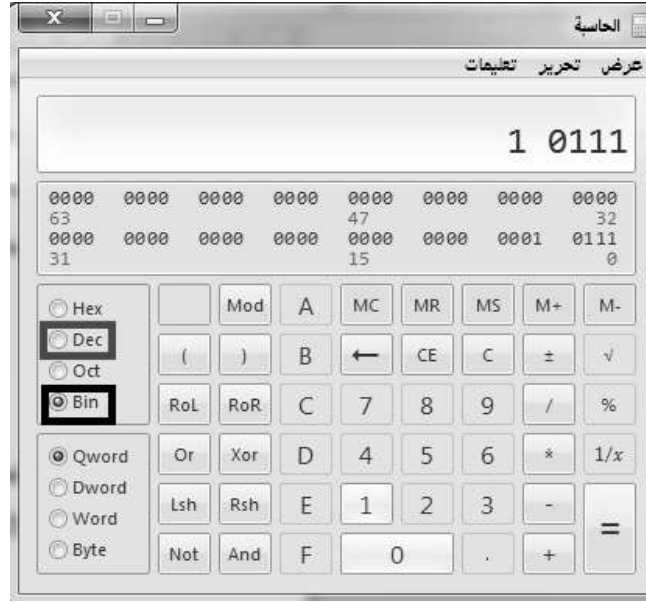 الحاسبة
عرض تحرير تعليمات
1 0111
0000 0000 0000 0000 0000 0000 0000 0000
63 47 32
0000 0000 0000 0000 0000 0000 0001 0111
31 15 0
Hex Mod A MC MR MS M+ M-
Dec ( ) B ← CE C ± √
Oct
Bin RoL RoR C 7 8 9 / %
Qword Or Xor D 4 5 6 * 1/x
Dword
Word Lsh Rsh E 1 2 3 - =
Byte Not And F 0 . +